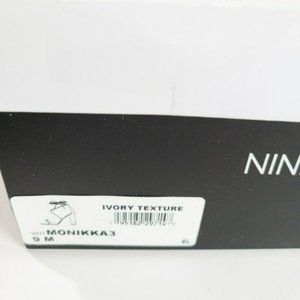 NIN
IVORY TEXTURE
MONIKKA3
9 M